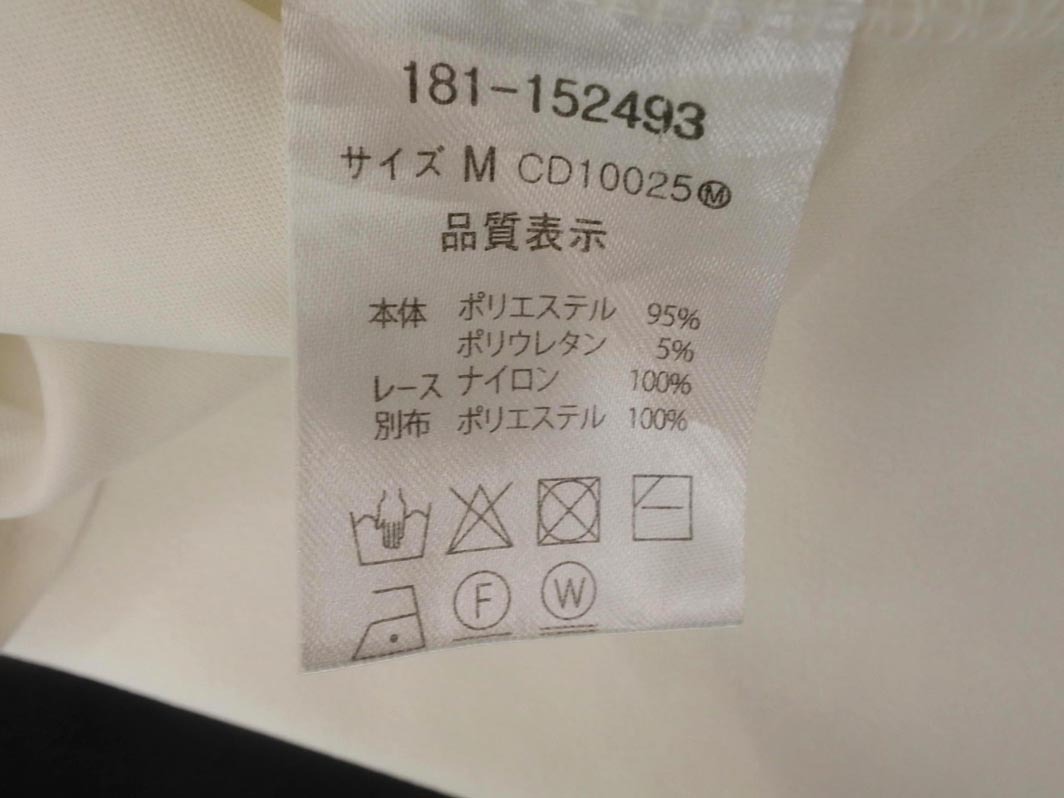 181-152493
サイズ M CD10025Ⓜ
品質表示
本体 ポリエステル 95%
ポリウレタン 5%
レース ナイロン 100%
別布 ポリエステル 100%
Ⓕ Ⓦ